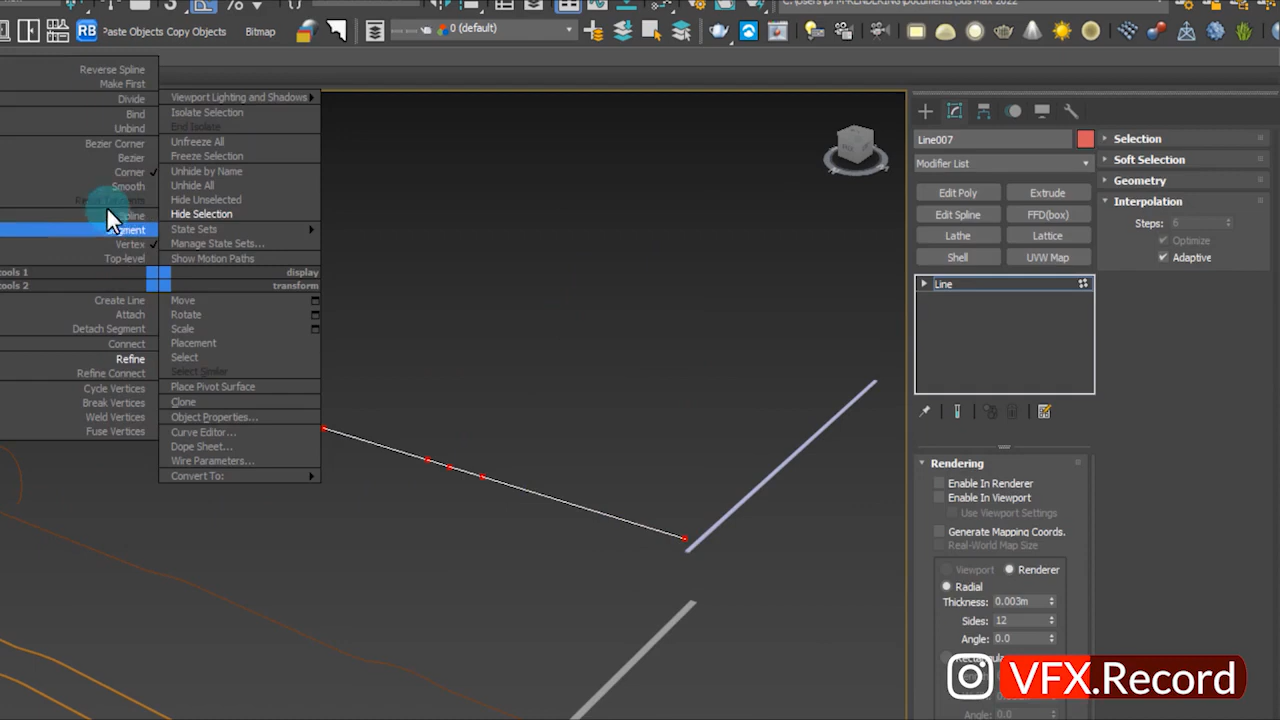 RB Paste Objects Copy Objects Bitmap 0 (default)
Reverse Spline
Make First
Divide
Bind
Unbind
Bezier Corner
Bezier
Corner
Smooth
Spline
Segment
Vertex
Top-level
tools 1
tools 2
Create Line
Attach
Detach Segment
Connect
Refine
Refine Connect
Cycle Vertices
Break Vertices
Weld Vertices
Fuse Vertices
Viewport Lighting and Shadows
Isolate Selection
End Isolate
Unfreeze All
Freeze Selection
Unhide by Name
Unhide All
Hide Unselected
Hide Selection
State Sets
Manage State Sets...
Show Motion Paths
display
transform
Move
Rotate
Scale
Placement
Select
Select Similar
Place Pivot Surface
Clone
Object Properties...
Curve Editor...
Dope Sheet...
Wire Parameters...
Convert To:
Line007
Modifier List
Edit Poly Extrude
Edit Spline FFD(box)
Lathe Lattice
Shell UVW Map
Line
Selection
Soft Selection
Geometry
Interpolation
Steps: 6
Optimize
Adaptive
Rendering
Enable In Renderer
Enable In Viewport
Use Viewport Settings
Generate Mapping Coords.
Real-World Map Size
Viewport Renderer
Radial
Thickness: 0.003m
Sides: 12
Angle: 0.0
VFX.Record